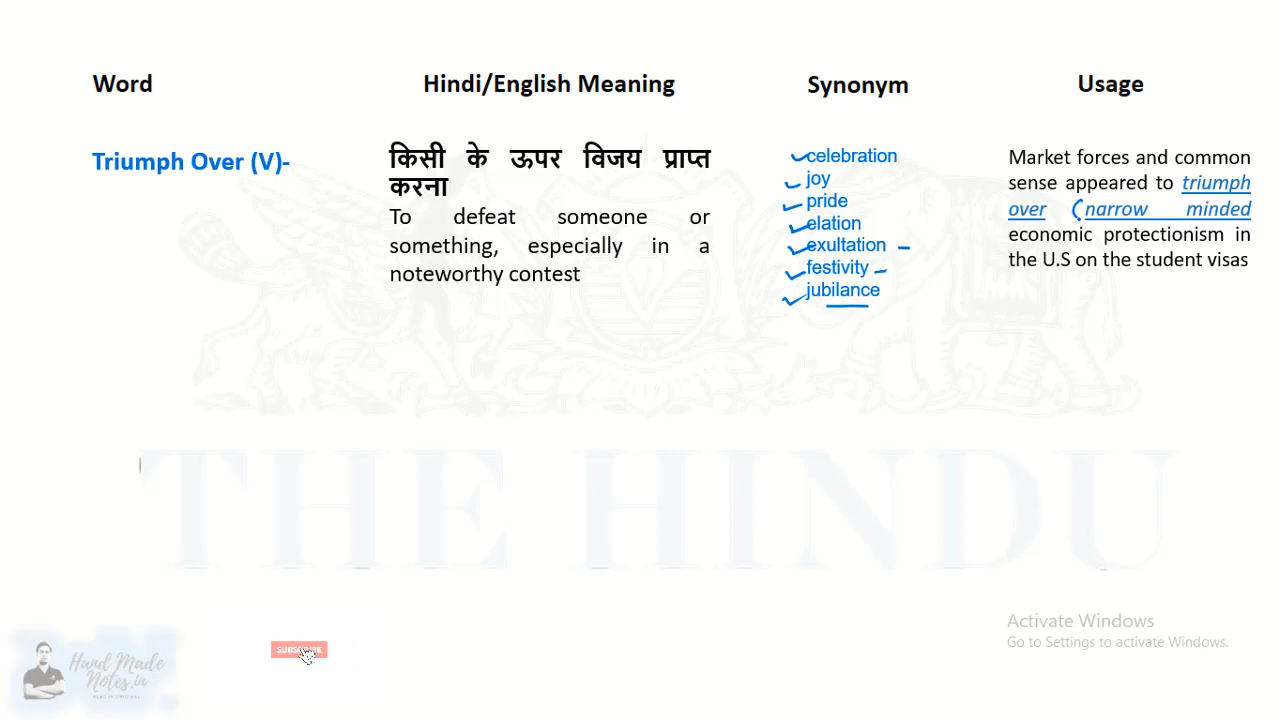 Word Hindi/English Meaning Synonym Usage
Triumph Over (V)-
किसी के ऊपर विजय प्राप्त
करना
To defeat someone or
something, especially in a
noteworthy contest
celebration
joy
pride
elation
exultation
festivity
jubilance
Market forces and common
sense appeared to triumph
over narrow minded
economic protectionism in
the U.S on the student visas
THE HINDU
Activate Windows
Go to Settings to activate Windows.
Hand Made
Notes.in
SUBSCRIBE